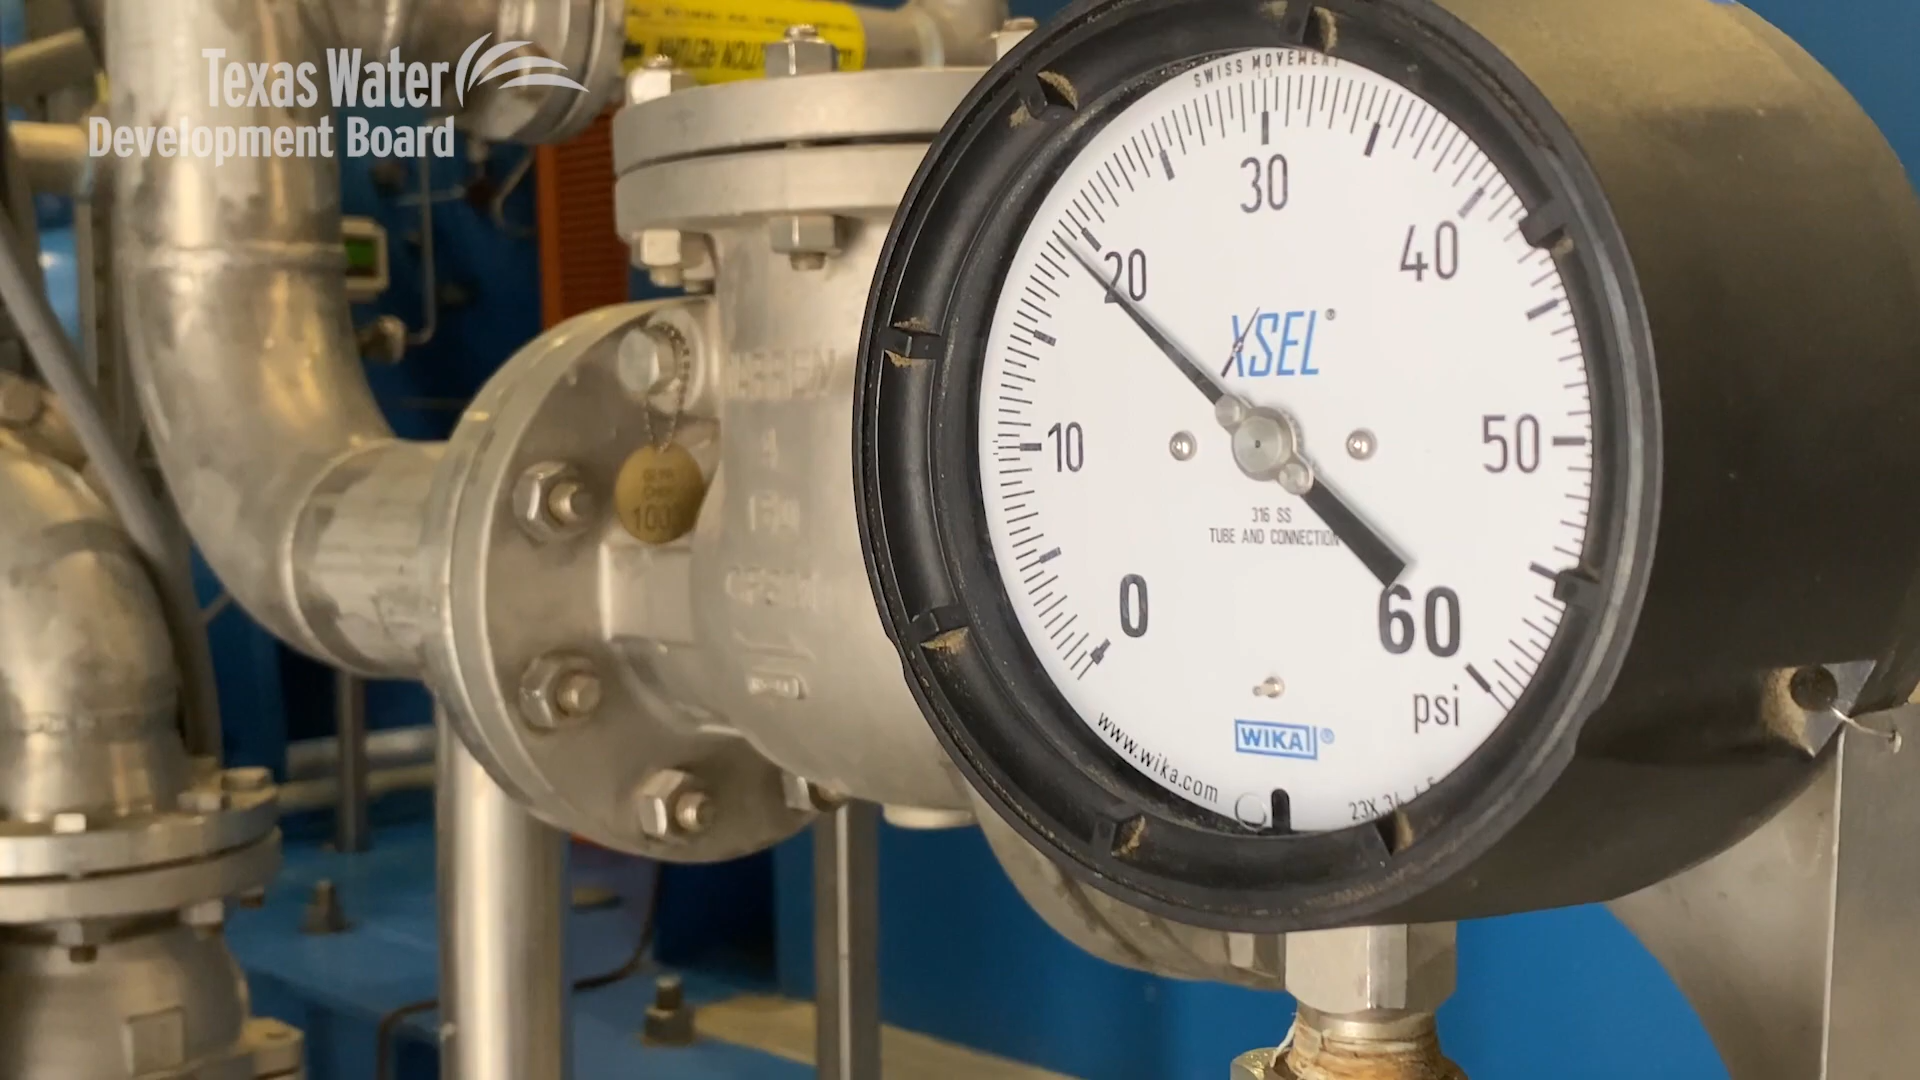 Texas Water
Development Board
SWISS MOVEMENT
0
10
20
30
40
50
60
psi
XSEL®
316 SS
TUBE AND CONNECTION
WIKA®
www.wika.com
100